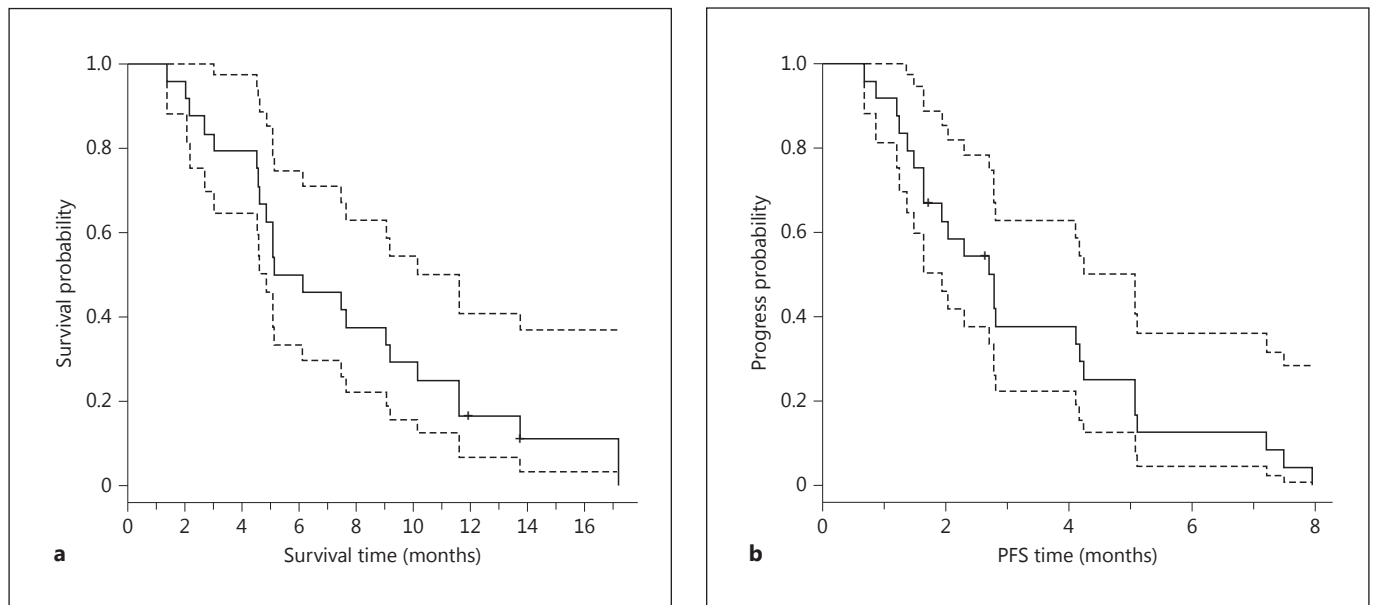 1.0
0.8
0.6
0.4
0.2
0
Survival probability
0 2 4 6 8 10 12 14 16
Survival time (months)
a
1.0
0.8
0.6
0.4
0.2
0
Progress probability
0 2 4 6 8
PFS time (months)
b